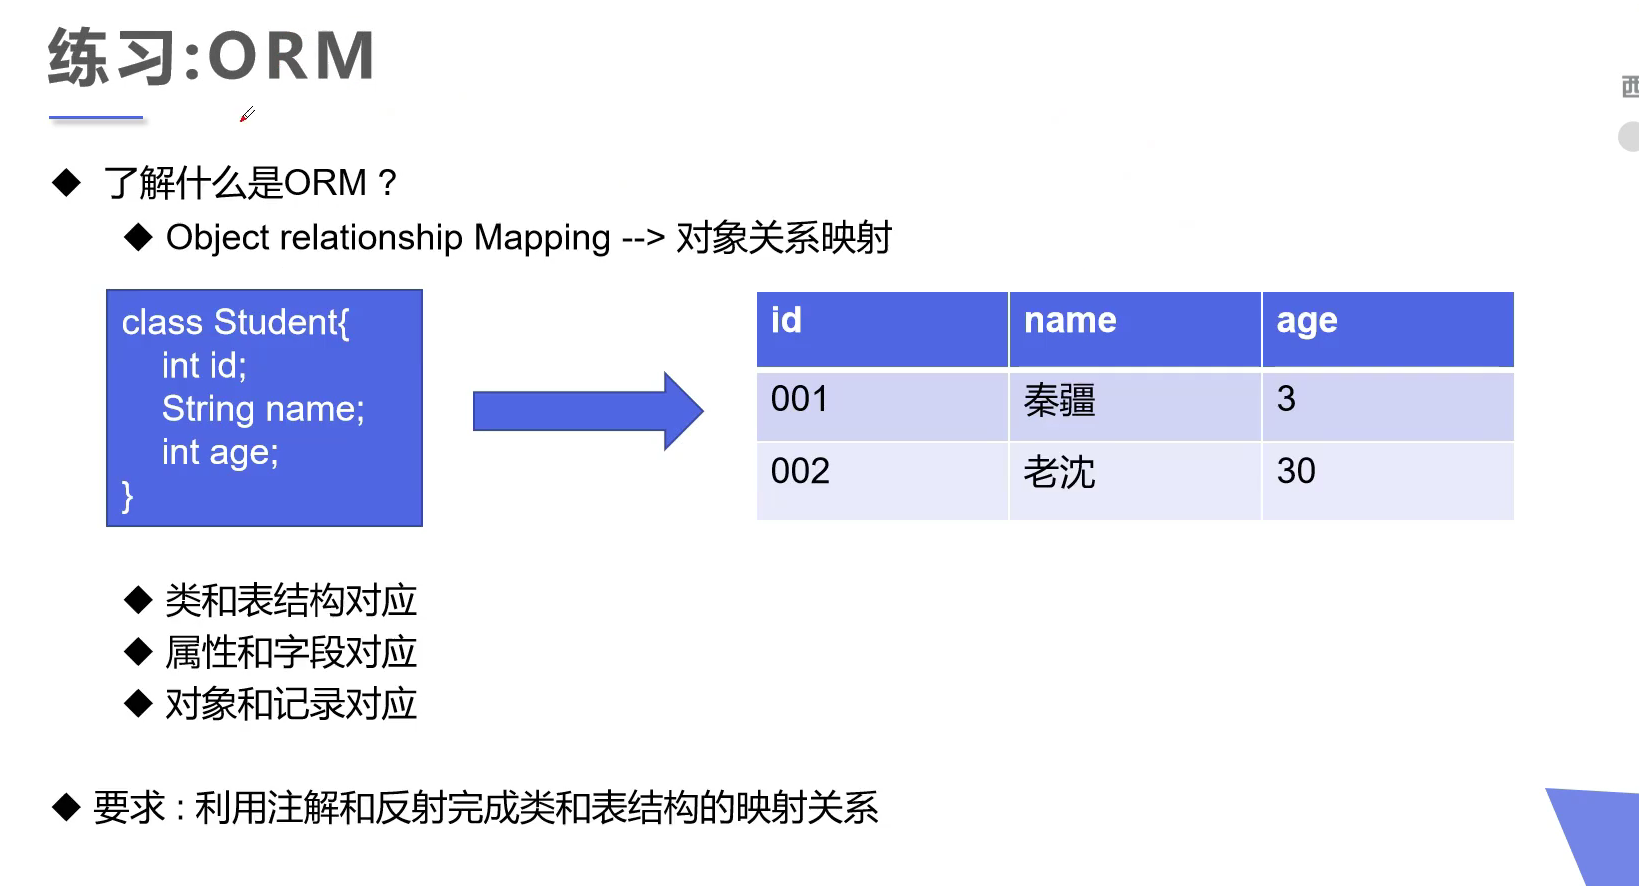 练习:ORM
了解什么是ORM？
Object relationship Mapping --> 对象关系映射
class Student{
int id;
String name;
int age;
}
id name age
001 秦疆 3
002 老沈 30
类和表结构对应
属性和字段对应
对象和记录对应
要求：利用注解和反射完成类和表结构的映射关系